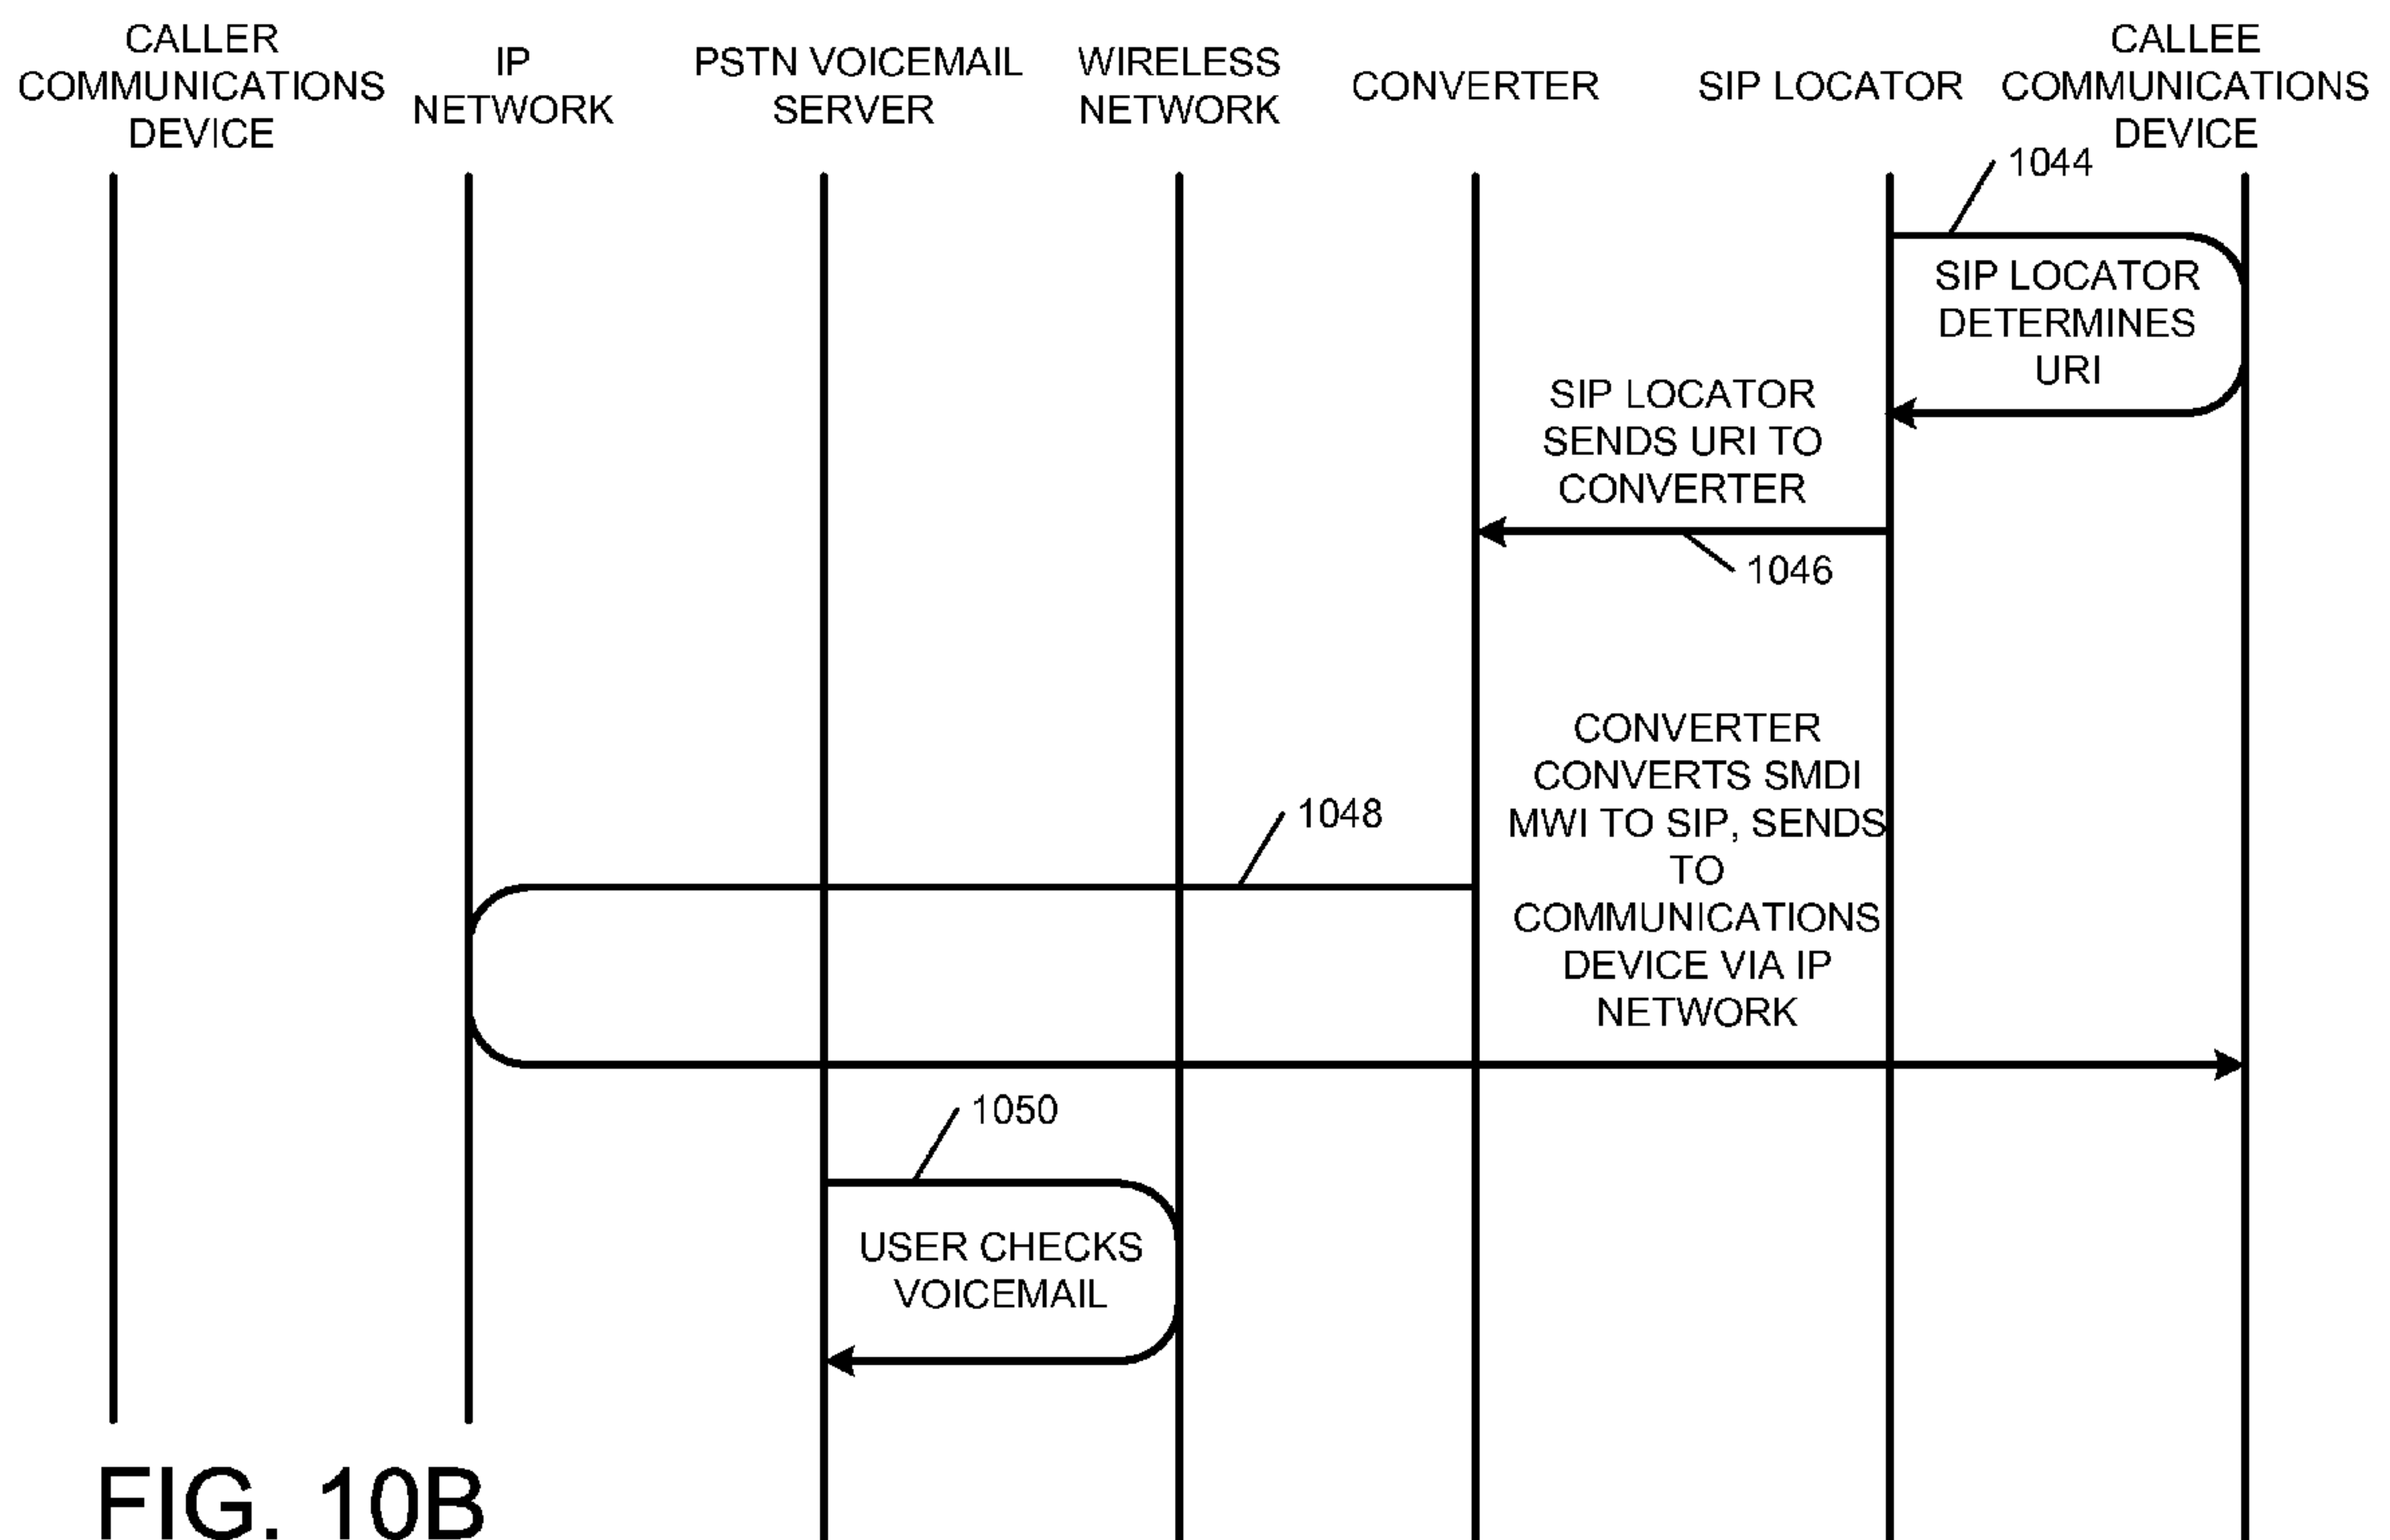 CALLER
COMMUNICATIONS
DEVICE
IP
NETWORK
PSTN VOICEMAIL
SERVER
WIRELESS
NETWORK
CONVERTER
SIP LOCATOR
CALLEE
COMMUNICATIONS
DEVICE
1044
SIP LOCATOR
DETERMINES
URI
SIP LOCATOR
SENDS URI TO
CONVERTER
1046
CONVERTER
CONVERTS SMDI
MWI TO SIP, SENDS
TO
COMMUNICATIONS
DEVICE VIA IP
NETWORK
1048
1050
USER CHECKS
VOICEMAIL
FIG. 10B